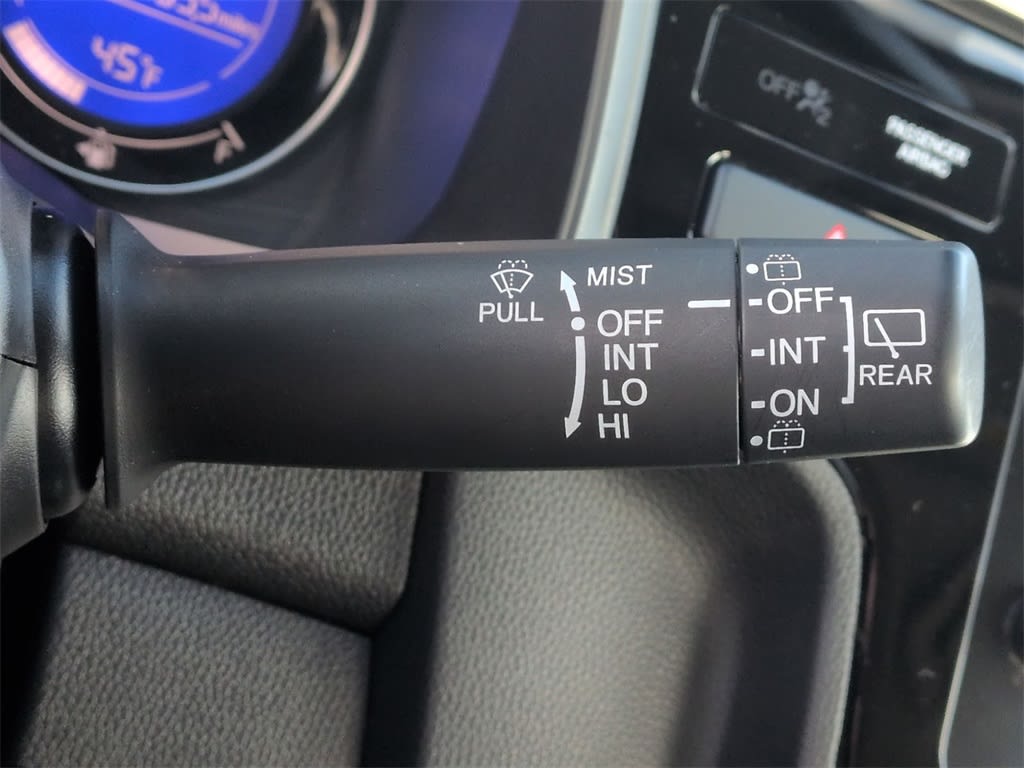 45°F
OFF
PASSENGER
AIRBAG
PULL
MIST
OFF
INT
LO
HI
OFF
INT
ON
REAR